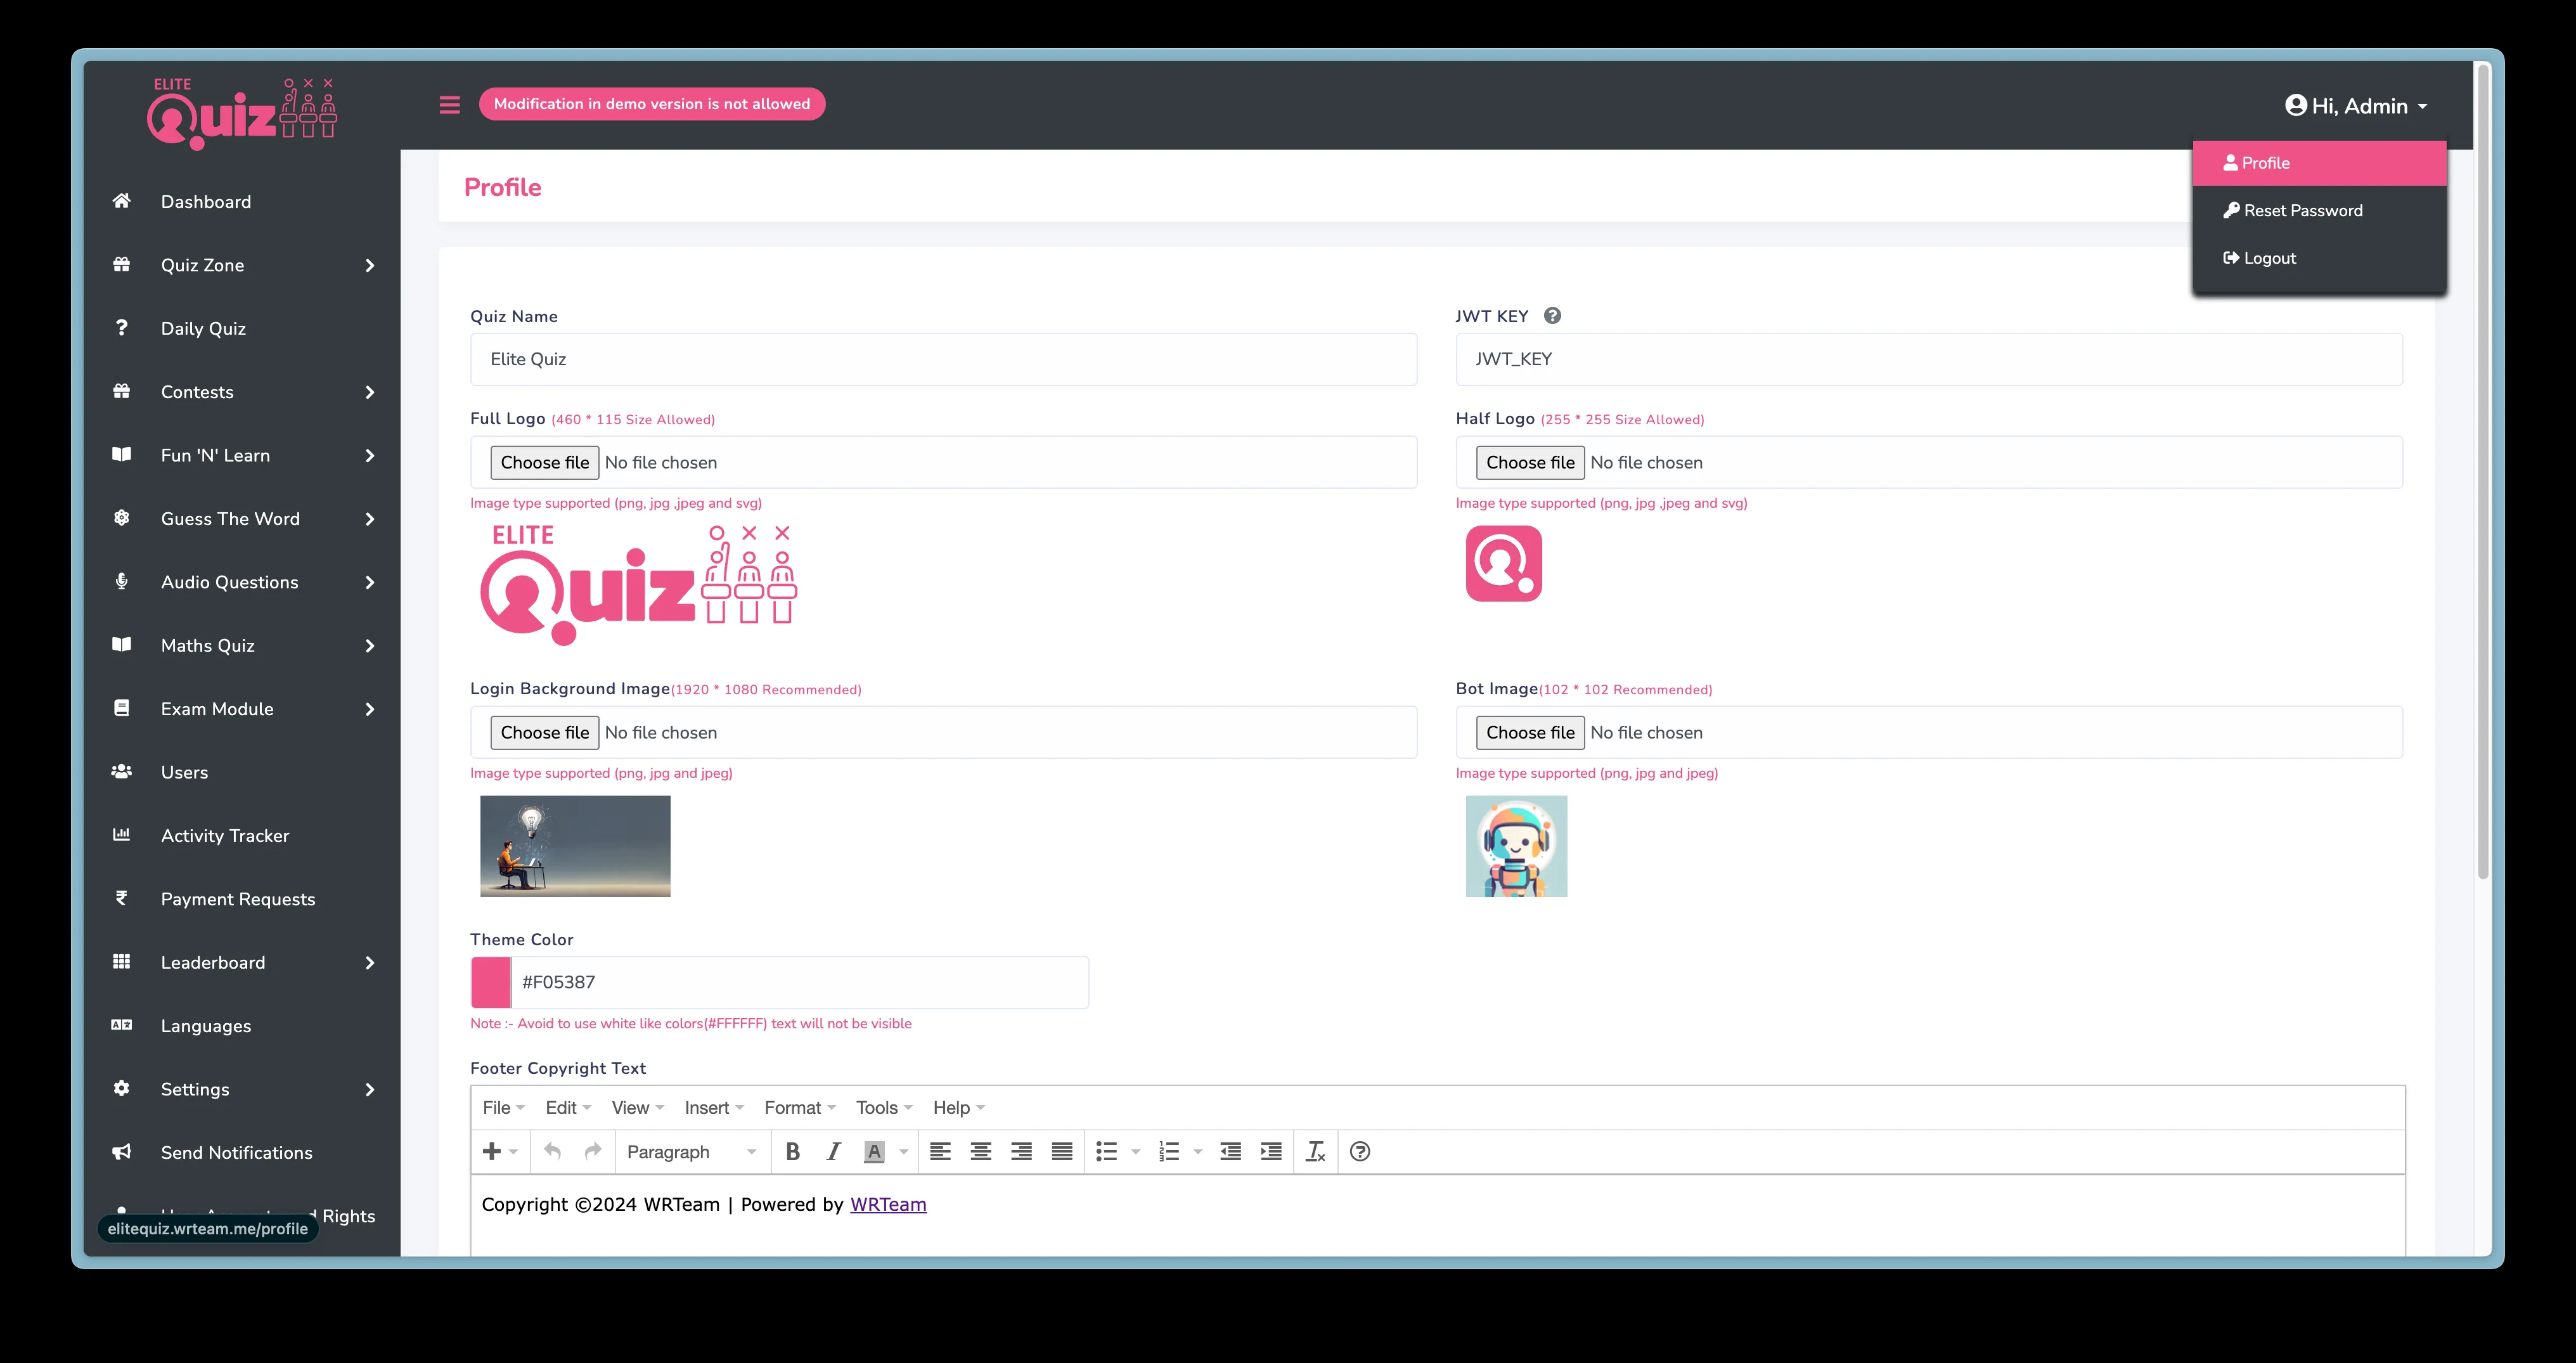 ELITE
Quiz
Modification in demo version is not allowed
Hi, Admin
Profile
Reset Password
Logout
Dashboard
Quiz Zone
Daily Quiz
Contests
Fun 'N' Learn
Guess The Word
Audio Questions
Maths Quiz
Exam Module
Users
Activity Tracker
Payment Requests
Leaderboard
Languages
Settings
Send Notifications
Rights
elitequiz.wrteam.me/profile
Profile
Quiz Name
Elite Quiz
JWT KEY
JWT_KEY
Full Logo (460 * 115 Size Allowed)
Choose file No file chosen
Image type supported (png, jpg ,jpeg and svg)
ELITE
Quiz
Half Logo (255 * 255 Size Allowed)
Choose file No file chosen
Image type supported (png, jpg ,jpeg and svg)
Login Background Image(1920 * 1080 Recommended)
Choose file No file chosen
Image type supported (png, jpg and jpeg)
Bot Image(102 * 102 Recommended)
Choose file No file chosen
Image type supported (png, jpg and jpeg)
Theme Color
#F05387
Note :- Avoid to use white like colors(#FFFFFF) text will not be visible
Footer Copyright Text
File Edit View Insert Format Tools Help
Paragraph
Copyright ©2024 WRTeam | Powered by WRTeam